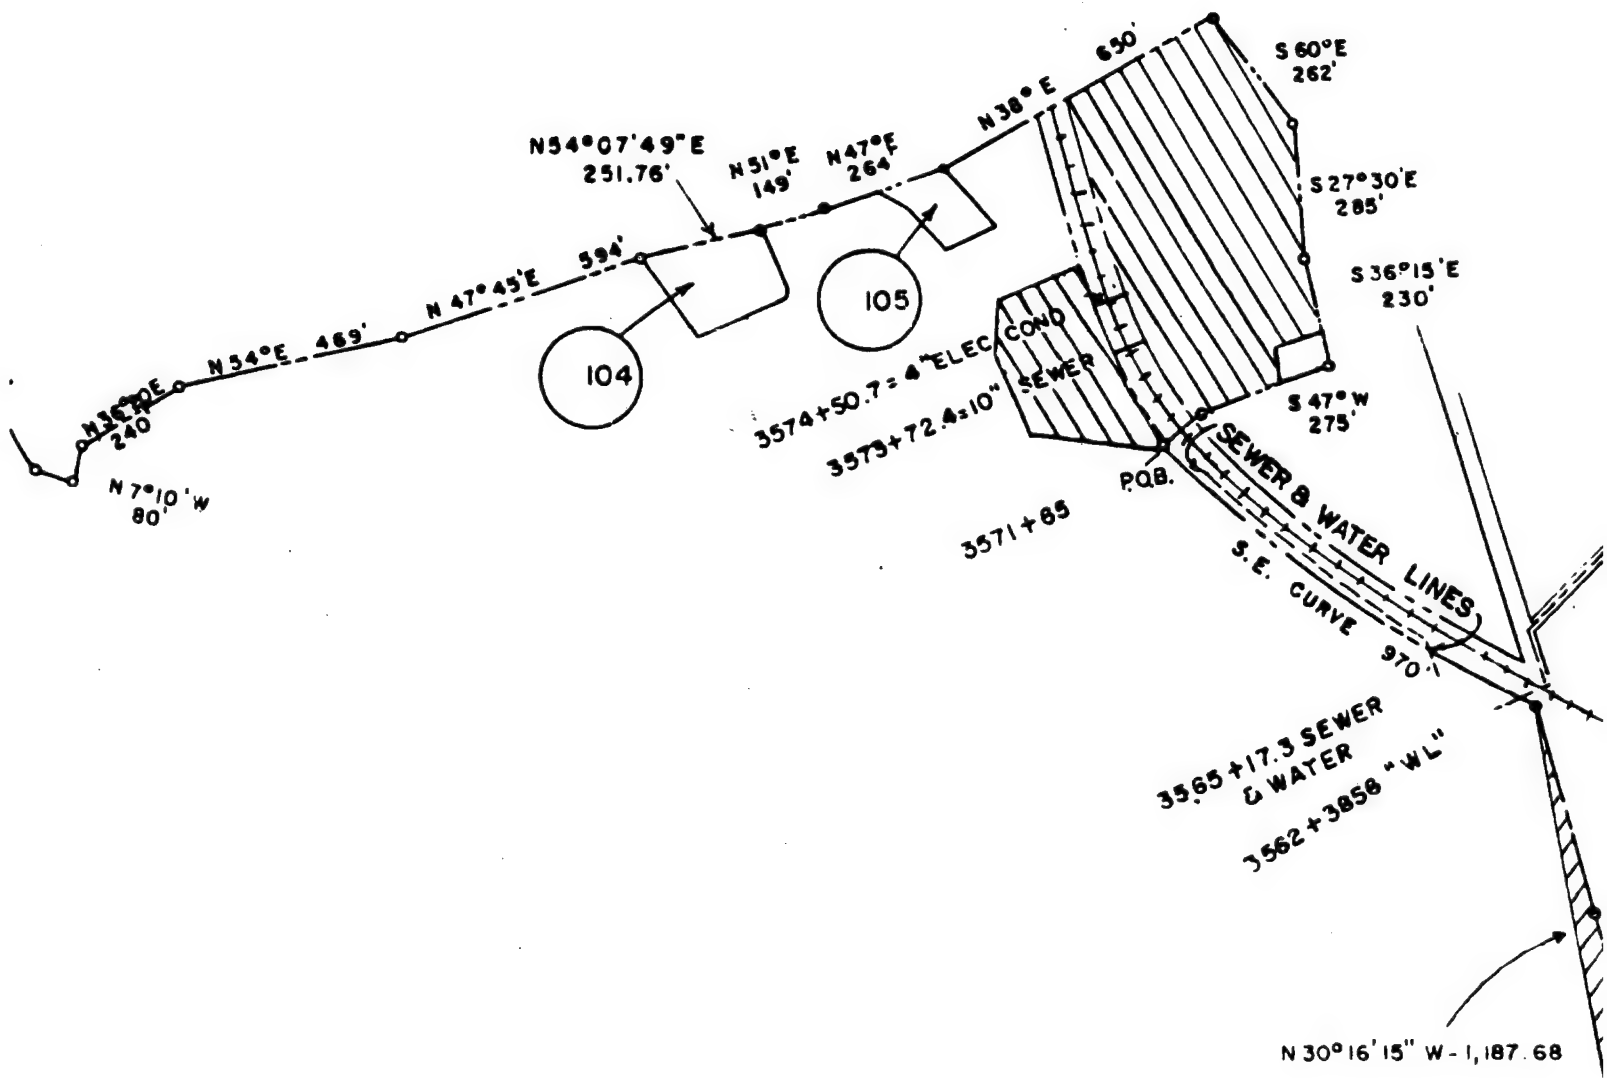 650'
S 60° E
262'
N 38° E
N54°07'49" E
251.76'
N 51° E
149'
N 47° E
264'
S 27°30'E
285'
594'
N 47°45'E
S 36°15'E
230'
105
N 54° E 469'
104
3574+50.7 = 4" ELEC COND
3573+72.4 = 10" SEWER
240'
S 47° W
275'
N 7°10' W
80'
P.O.B.
SEWER & WATER LINES
3571+65
S.E. CURVE 970'
3565+17.3 SEWER
& WATER
3562+3858 "WL"
N 30° 16' 15" W - 1,187.68